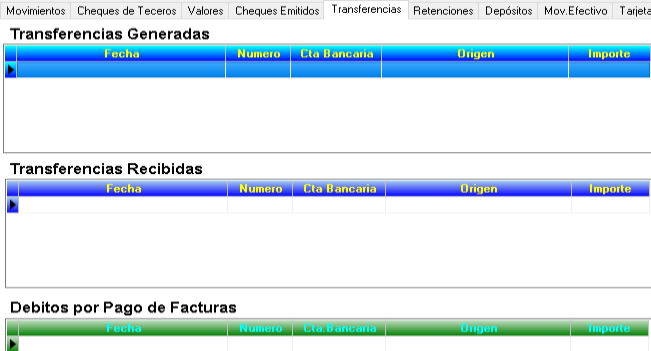 Movimientos Cheques de Teceros Valores Cheques Emitidos Transferencias Retenciones Depósitos Mov.Efectivo Tarjeta
Transferencias Generadas
Fecha Numero Cta Bancaria Origen Importe
Transferencias Recibidas
Fecha Numero Cta Bancaria Origen Importe
Debitos por Pago de Facturas
Fecha Numero Cta.Bancaria Origen Importe